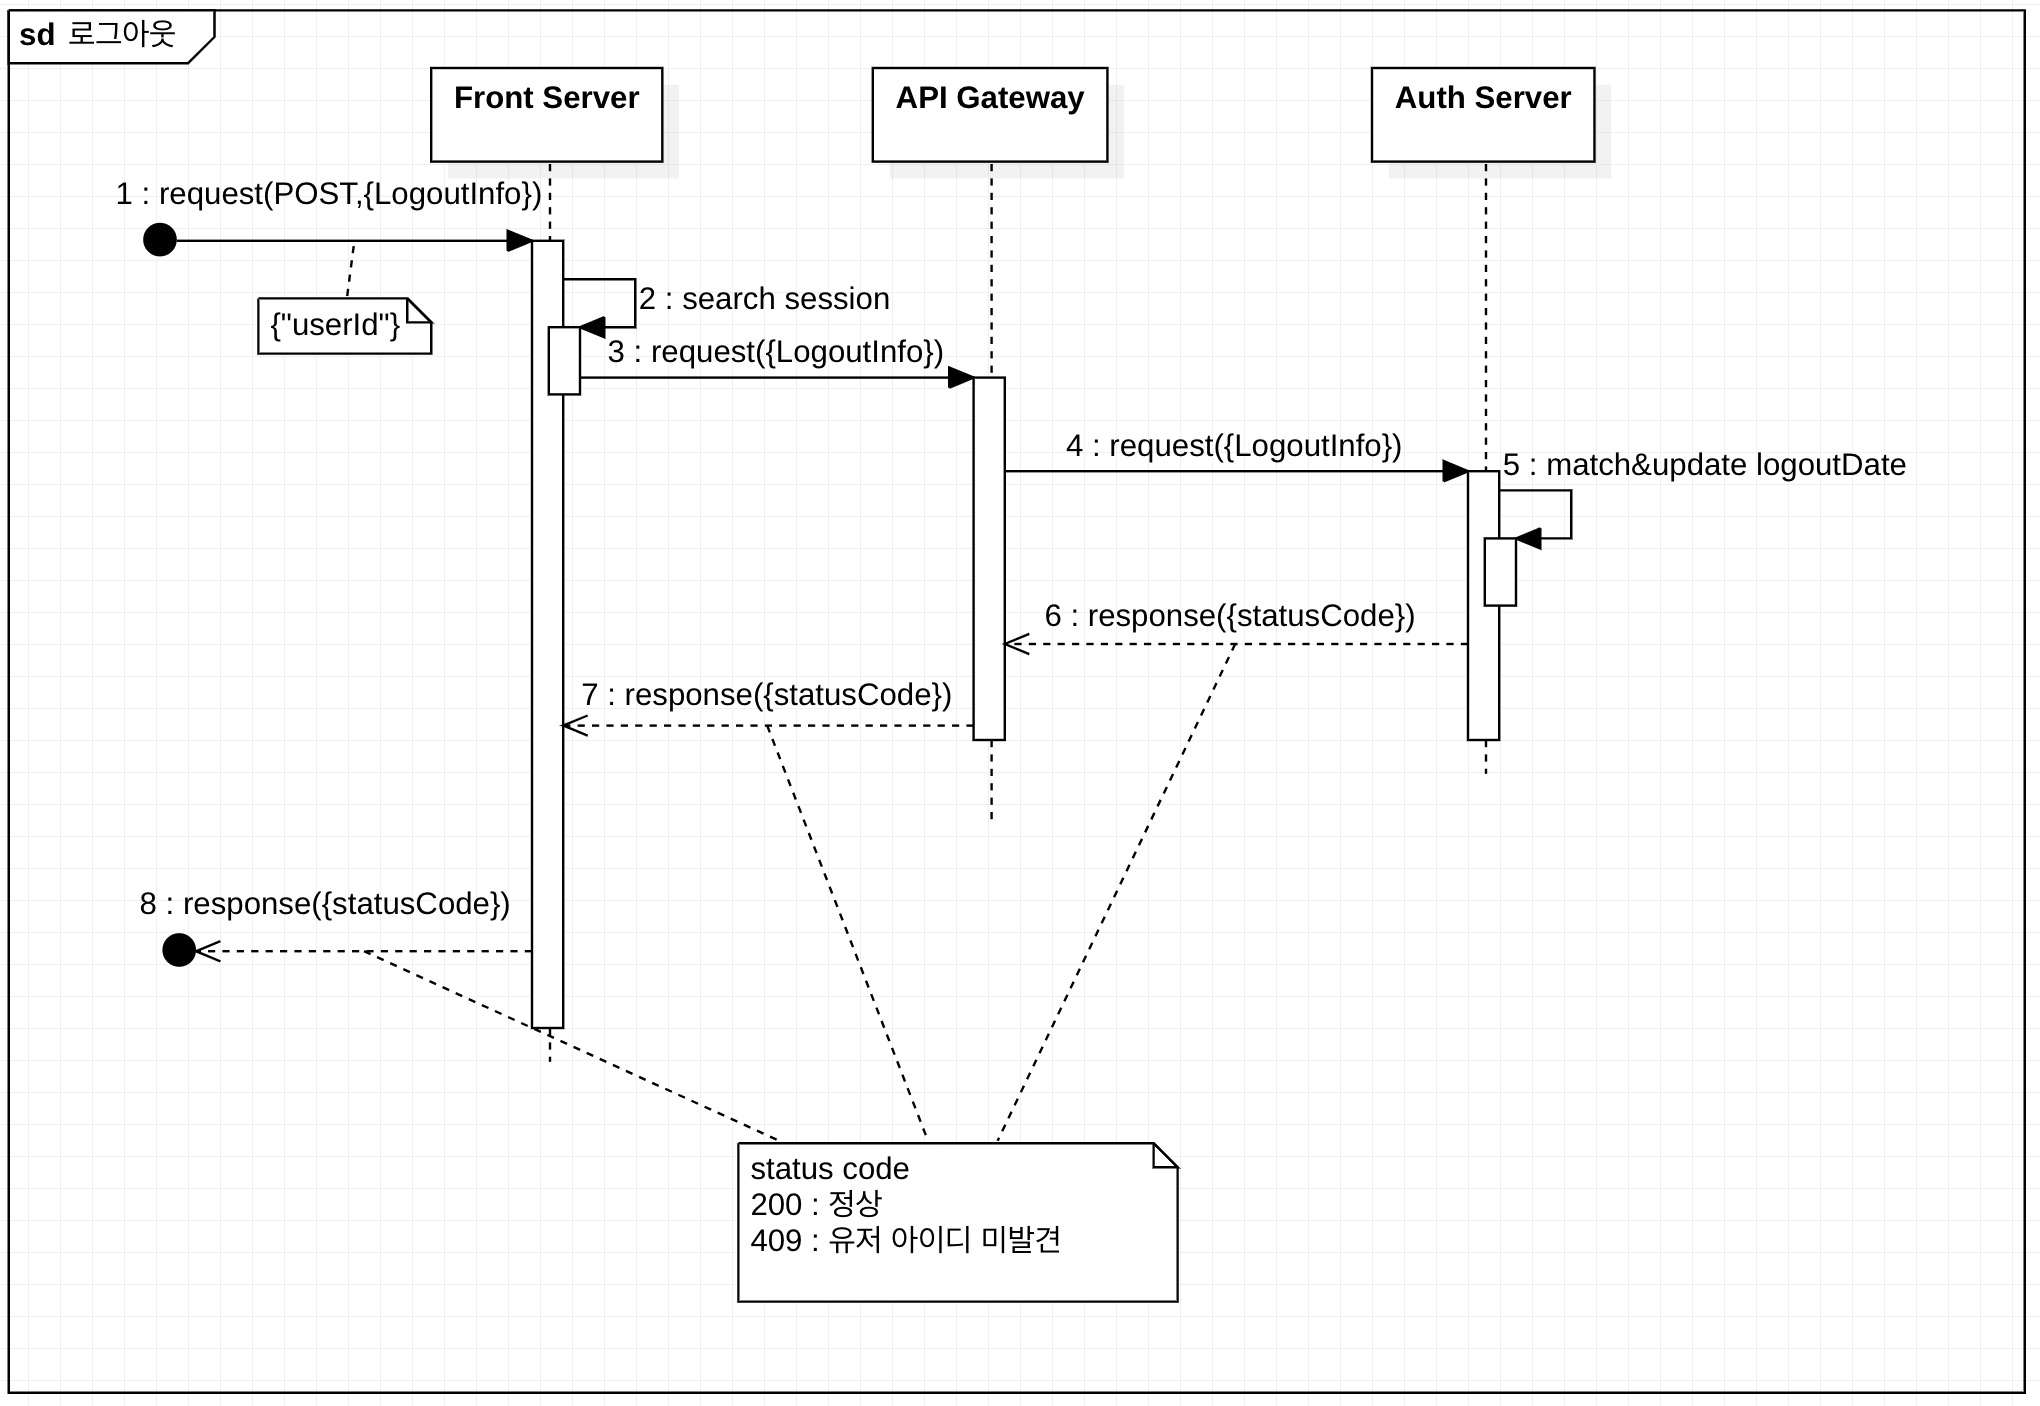 sd 로그아웃
Front Server
API Gateway
Auth Server
1 : request(POST,{LogoutInfo})
{"userId"}
2 : search session
3 : request({LogoutInfo})
4 : request({LogoutInfo})
5 : match&update logoutDate
6 : response({statusCode})
7 : response({statusCode})
8 : response({statusCode})
status code
200 : 정상
409 : 유저 아이디 미발견